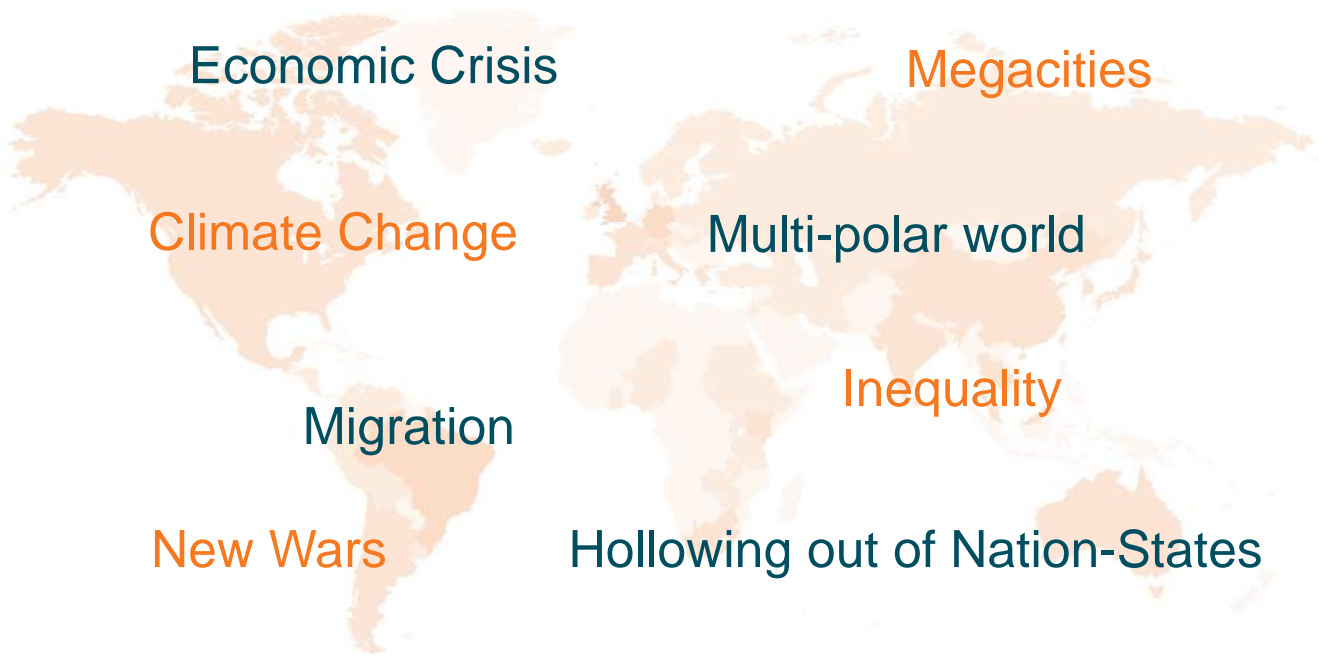 Economic Crisis
Megacities
Climate Change
Multi-polar world
Inequality
Migration
New Wars
Hollowing out of Nation-States